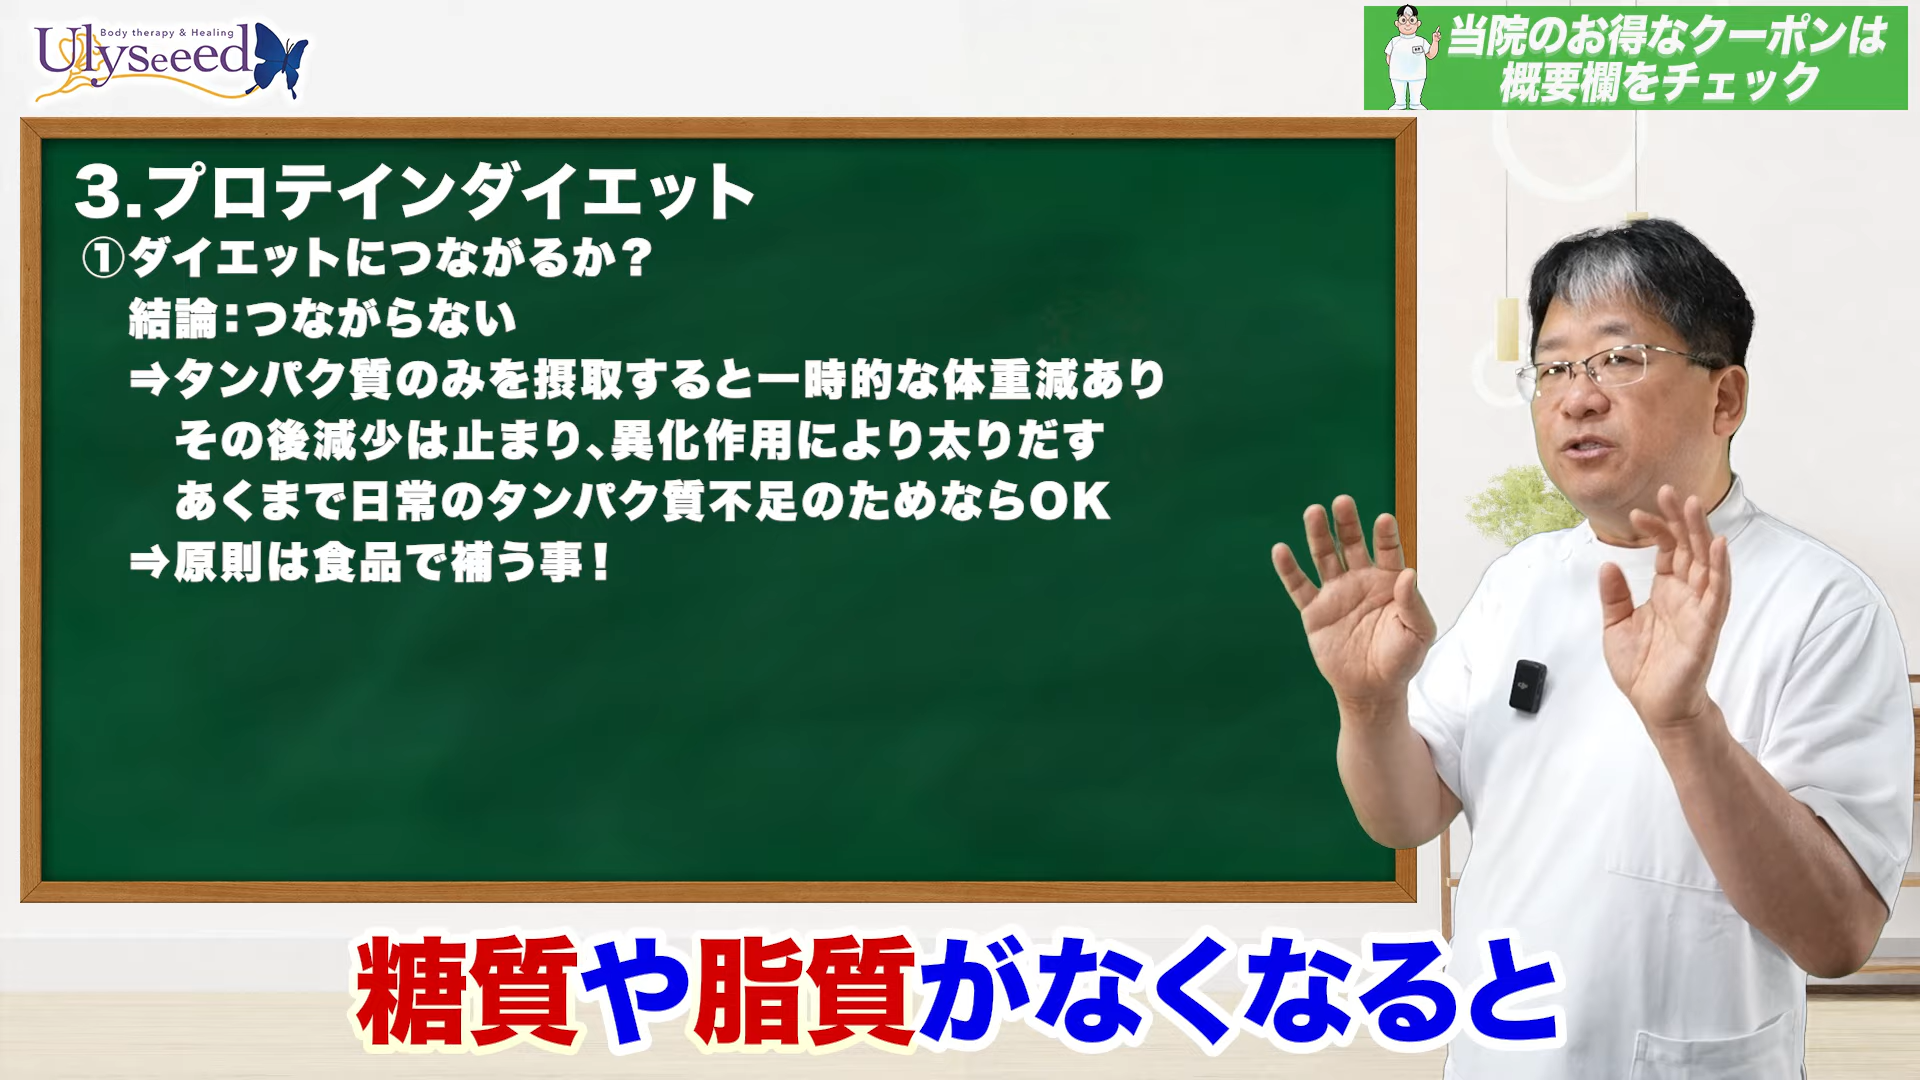 Body therapy & Healing
Ulyseeed
当院のお得なクーポンは
概要欄をチェック
3.プロテインダイエット
①ダイエットにつながるか？
結論：つながらない
⇒タンパク質のみを摂取すると一時的な体重減あり
その後減少は止まり、異化作用により太りだす
あくまで日常のタンパク質不足のためならOK
⇒原則は食品で補う事！
糖質や脂質がなくなると